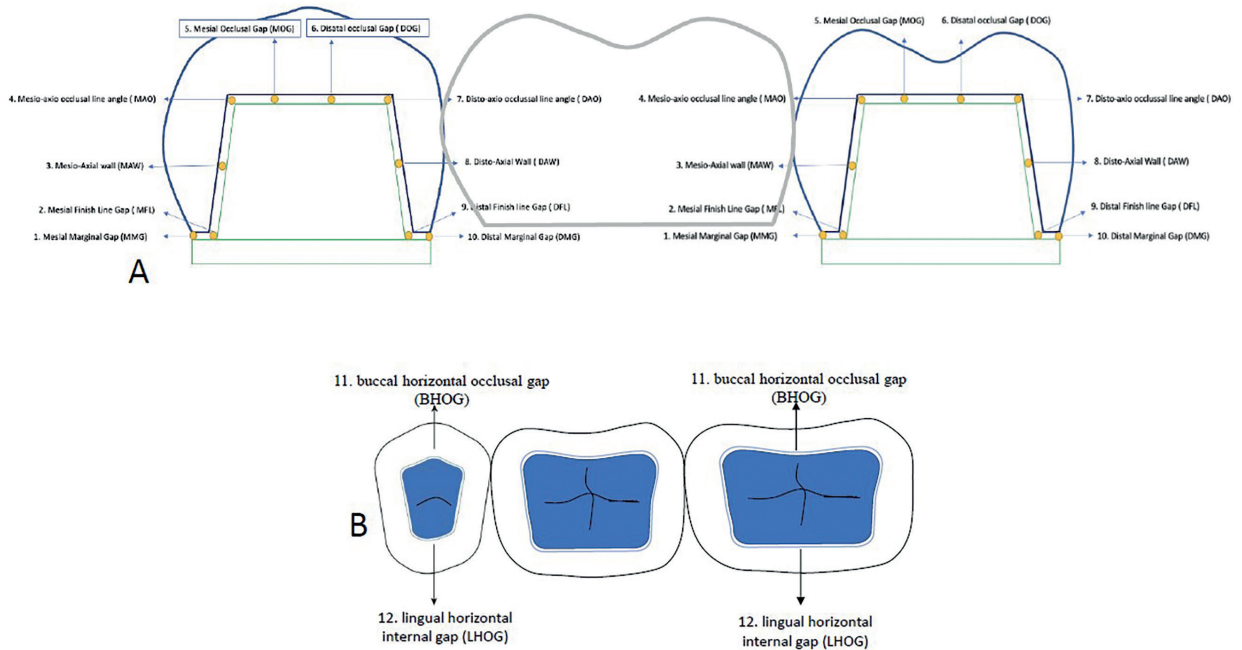 5. Mesial Occlusal Gap (MOG)
6. Disatal occlusal Gap ( DOG)
4. Mesio-axio occlusal line angle ( MAO)
7. Disto-axio occlussal line angle ( DAO)
3. Mesio-Axial wall (MAW)
8. Disto-Axial Wall ( DAW)
2. Mesial Finish Line Gap ( MFL)
9. Distal Finish line Gap ( DFL)
1. Mesial Marginal Gap (MMG)
10. Distal Marginal Gap (DMG)
5. Mesial Occlusal Gap (MOG)
6. Disatal occlusal Gap ( DOG)
4. Mesio-axio occlusal line angle ( MAO)
7. Disto-axio occlussal line angle ( DAO)
3. Mesio-Axial wall (MAW)
8. Disto-Axial Wall ( DAW)
2. Mesial Finish Line Gap ( MFL)
9. Distal Finish line Gap ( DFL)
1. Mesial Marginal Gap (MMG)
10. Distal Marginal Gap (DMG)
A
11. buccal horizontal occlusal gap
(BHOG)
11. buccal horizontal occlusal gap
(BHOG)
B
12. lingual horizontal
internal gap (LHOG)
12. lingual horizontal
internal gap (LHOG)